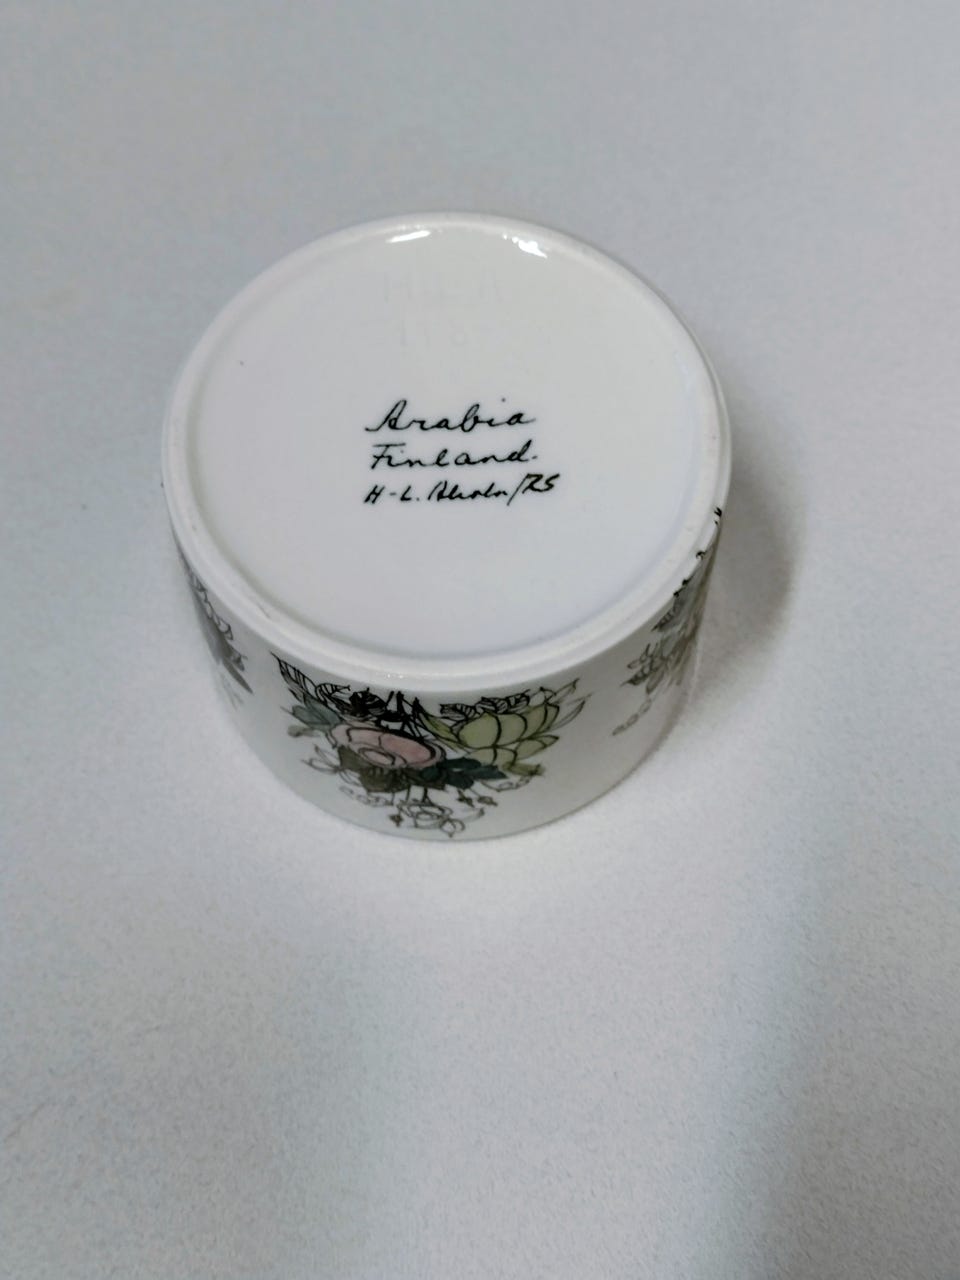 Arabia
Finland.
H-L. Ahola/RS